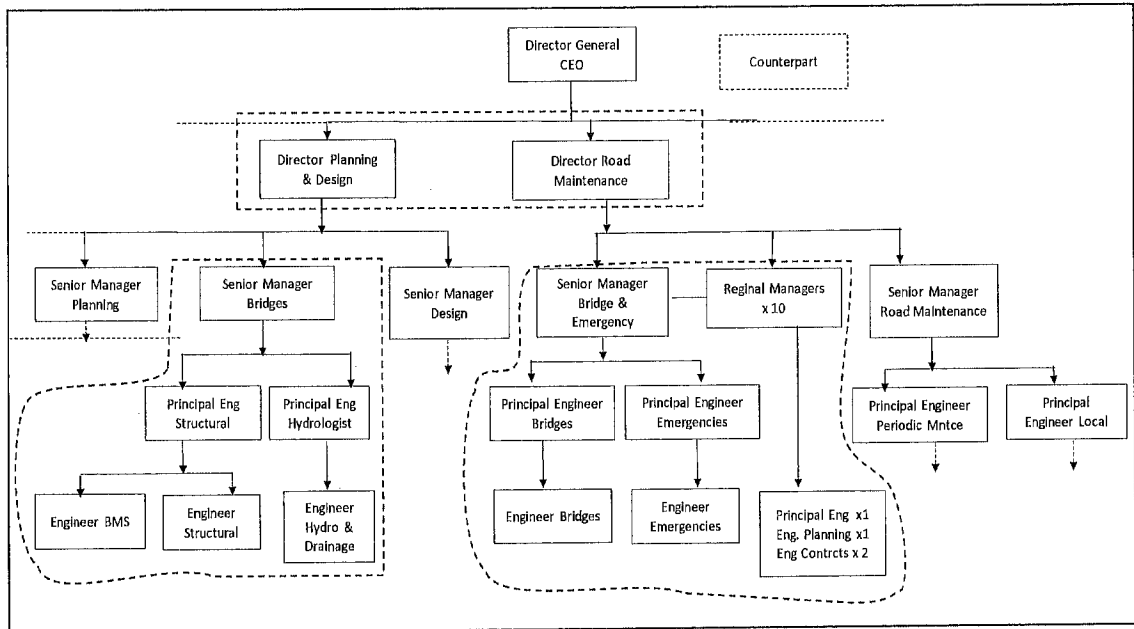 Director General
CEO
Counterpart
Director Planning
& Design
Director Road
Maintenance
Senior Manager
Planning
Senior Manager
Bridges
Senior Manager
Design
Senior Manager
Bridge &
Emergency
Reginal Managers
x 10
Senior Manager
Road Maintenance
Principal Eng
Structural
Principal Eng
Hydrologist
Principal Engineer
Bridges
Principal Engineer
Emergencies
Principal Engineer
Periodic Mntce
Principal
Engineer Local
Engineer BMS
Engineer
Structural
Engineer
Hydro &
Drainage
Engineer Bridges
Engineer
Emergencies
Principal Eng x1
Eng. Planning x1
Eng Contrcts x 2